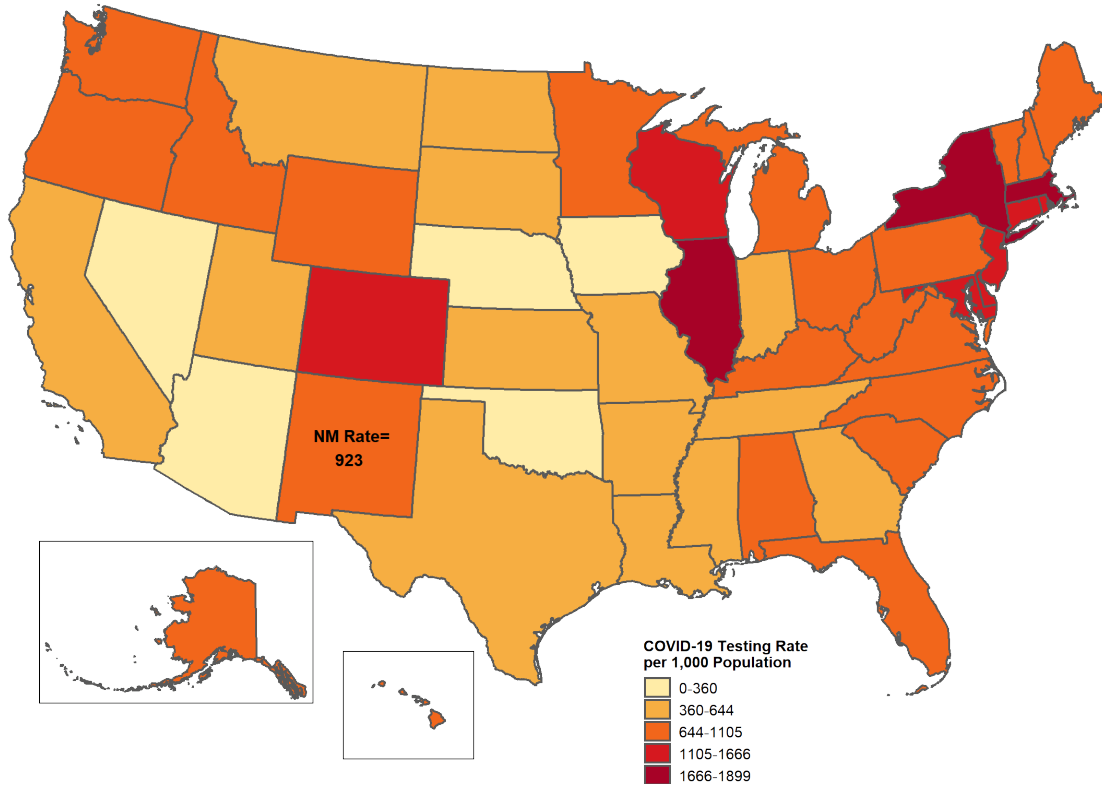 NM Rate=
923
COVID-19 Testing Rate
per 1,000 Population
0-360
360-644
644-1105
1105-1666
1666-1899